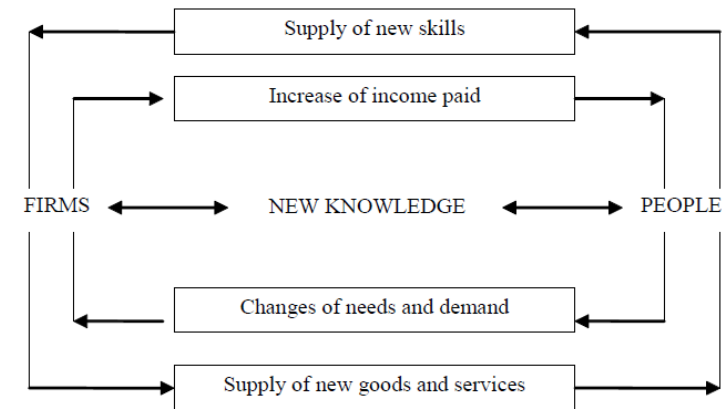 Supply of new skills
Increase of income paid
FIRMS NEW KNOWLEDGE PEOPLE
Changes of needs and demand
Supply of new goods and services